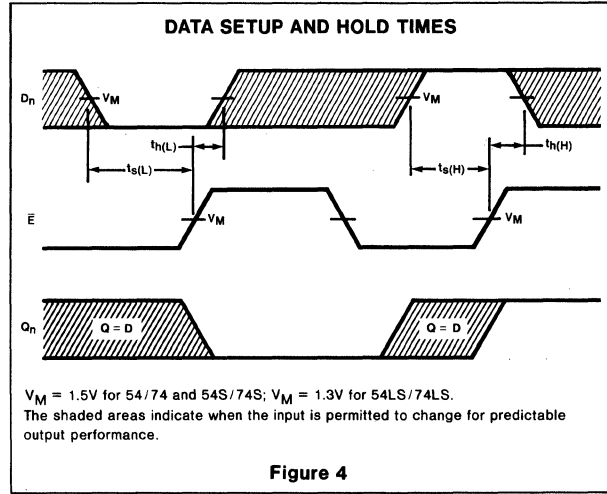 DATA SETUP AND HOLD TIMES
Dn
VM
VM
th(L)
th(H)
ts(L)
ts(H)
E̅
VM
VM
Qn
Q = D
Q = D
VM = 1.5V for 54/74 and 54S/74S; VM = 1.3V for 54LS/74LS.
The shaded areas indicate when the input is permitted to change for predictable
output performance.
Figure 4